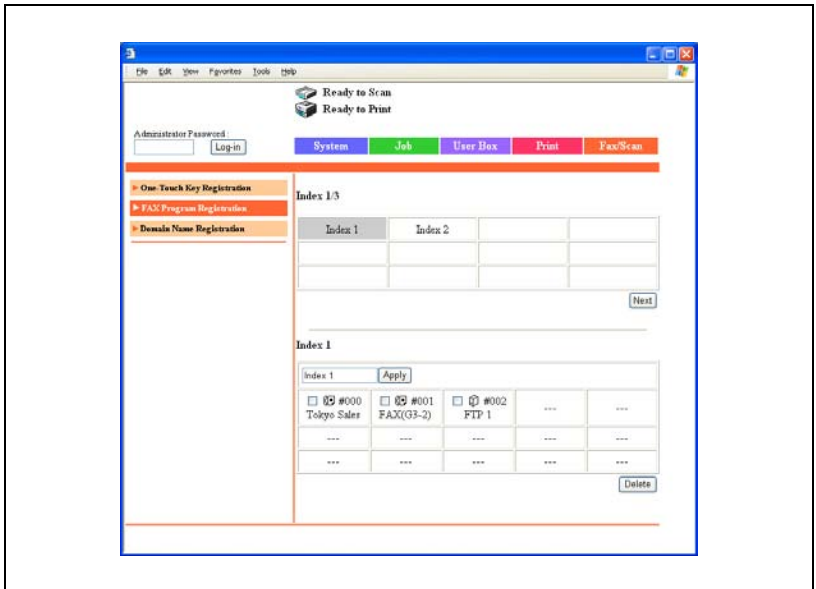 File Edit View Favorites Tools Help
Ready to Scan
Ready to Print
Administrator Password :
Log-in
System Job User Box Print Fax/Scan
One-Touch Key Registration
FAX Program Registration
Domain Name Registration
Index 1/3
Index 1 Index 2
Next
Index 1
Index 1 Apply
#000 #001 #002
Tokyo Sales FAX(G3-2) FTP 1 --- ---
--- --- --- --- ---
--- --- --- --- ---
Delete